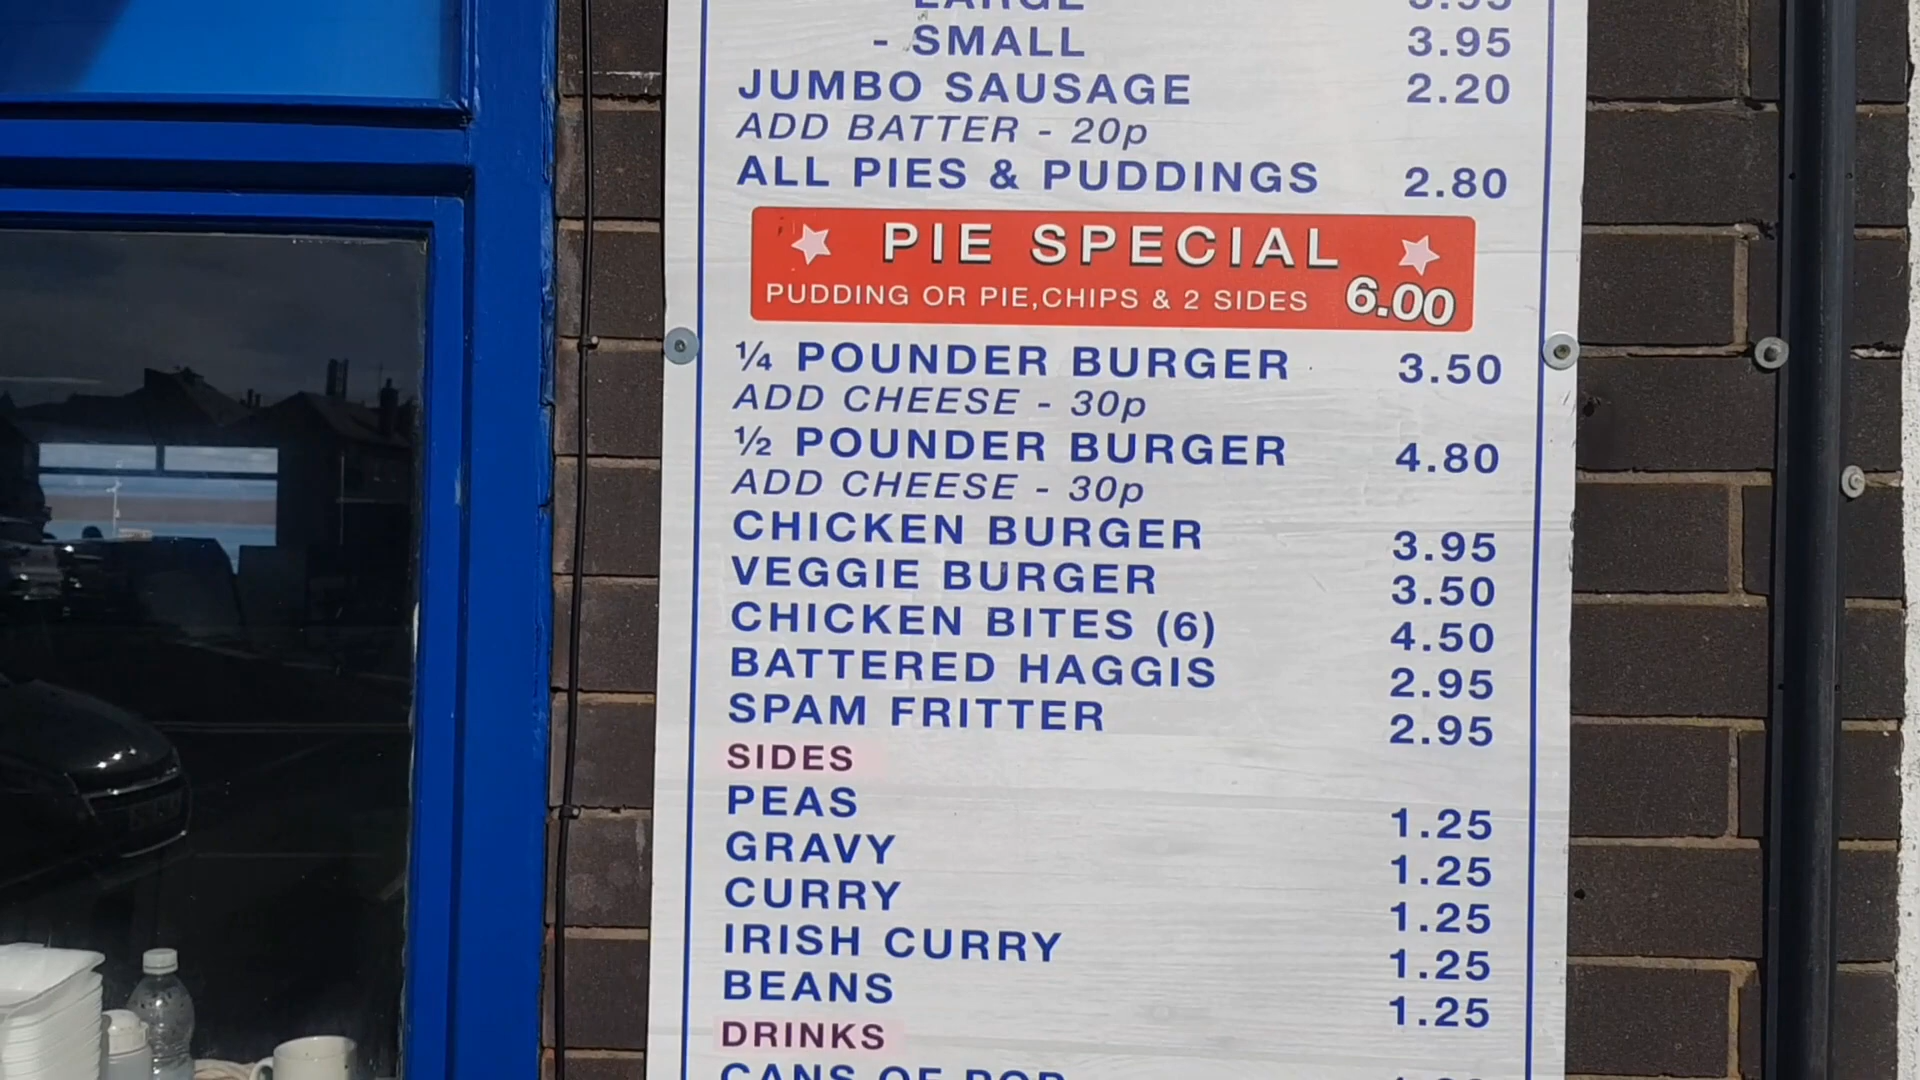 LARGE
- SMALL 3.95
JUMBO SAUSAGE 2.20
ADD BATTER - 20p
ALL PIES & PUDDINGS 2.80
PIE SPECIAL
PUDDING OR PIE,CHIPS & 2 SIDES 6.00
¼ POUNDER BURGER 3.50
ADD CHEESE - 30p
½ POUNDER BURGER 4.80
ADD CHEESE - 30p
CHICKEN BURGER 3.95
VEGGIE BURGER 3.50
CHICKEN BITES (6) 4.50
BATTERED HAGGIS 2.95
SPAM FRITTER 2.95
SIDES
PEAS 1.25
GRAVY 1.25
CURRY 1.25
IRISH CURRY 1.25
BEANS 1.25
DRINKS
CANS OF POP